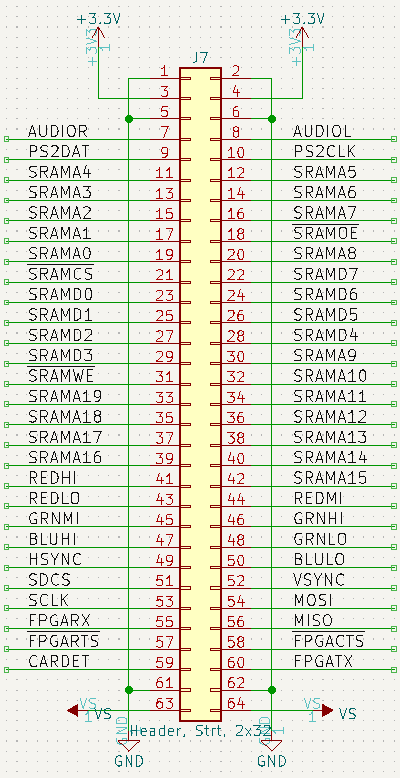 +3.3V +3.3V
+3V3 1 +3V3 1
J7
1 2
3 4
5 6
AUDIOR 7 8 AUDIOL
PS2DAT 9 10 PS2CLK
SRAMA4 11 12 SRAMA5
SRAMA3 13 14 SRAMA6
SRAMA2 15 16 SRAMA7
SRAMA1 17 18 SRAMOE
SRAMA0 19 20 SRAMA8
SRAMCS 21 22 SRAMD7
SRAMD0 23 24 SRAMD6
SRAMD1 25 26 SRAMD5
SRAMD2 27 28 SRAMD4
SRAMD3 29 30 SRAMA9
SRAMWE 31 32 SRAMA10
SRAMA19 33 34 SRAMA11
SRAMA18 35 36 SRAMA12
SRAMA17 37 38 SRAMA13
SRAMA16 39 40 SRAMA14
REDHI 41 42 SRAMA15
REDLO 43 44 REDMI
GRNMI 45 46 GRNHI
BLUHI 47 48 GRNLO
HSYNC 49 50 BLULO
SDCS 51 52 VSYNC
SCLK 53 54 MOSI
FPGARX 55 56 MISO
FPGARTS 57 58 FPGACTS
CARDET 59 60 FPGATX
61 62
VS 63 64 VS
1 VS 1 VS
Header, Strt, 2x32
GND GND
GND GND